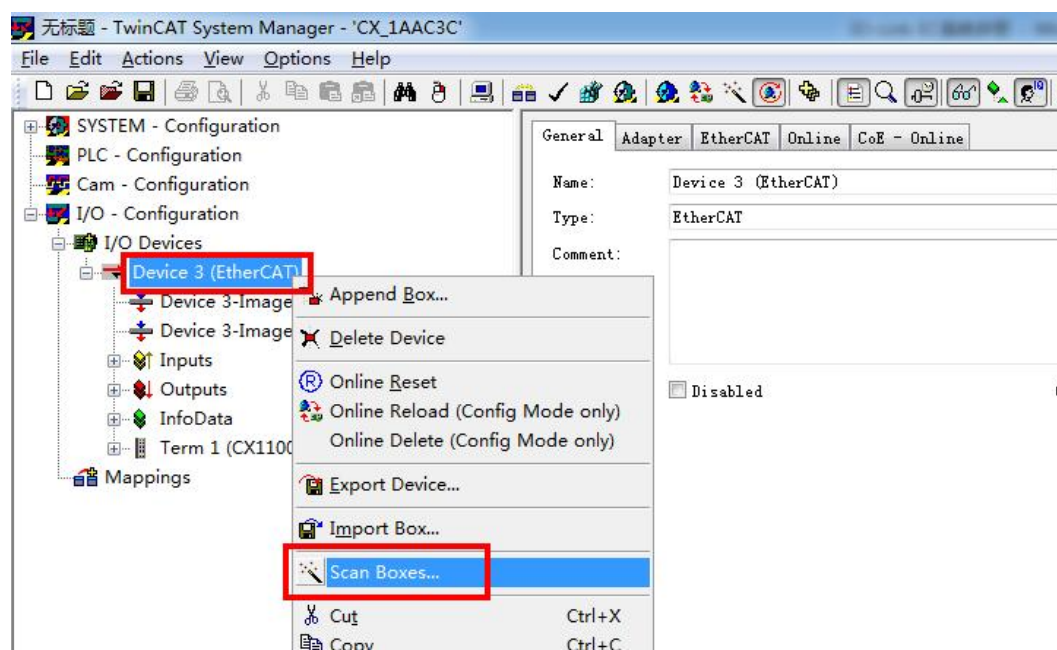 无标题 - TwinCAT System Manager - 'CX_1AAC3C'
File Edit Actions View Options Help
SYSTEM - Configuration
PLC - Configuration
Cam - Configuration
I/O - Configuration
I/O Devices
Device 3 (EtherCAT)
Device 3-Image
Device 3-Image
Inputs
Outputs
InfoData
Term 1 (CX1100
Mappings
General Adapter EtherCAT Online CoE - Online
Name: Device 3 (EtherCAT)
Type: EtherCAT
Comment:
Disabled
Append Box...
Delete Device
Online Reset
Online Reload (Config Mode only)
Online Delete (Config Mode only)
Export Device...
Import Box...
Scan Boxes...
Cut Ctrl+X
Copy Ctrl+C